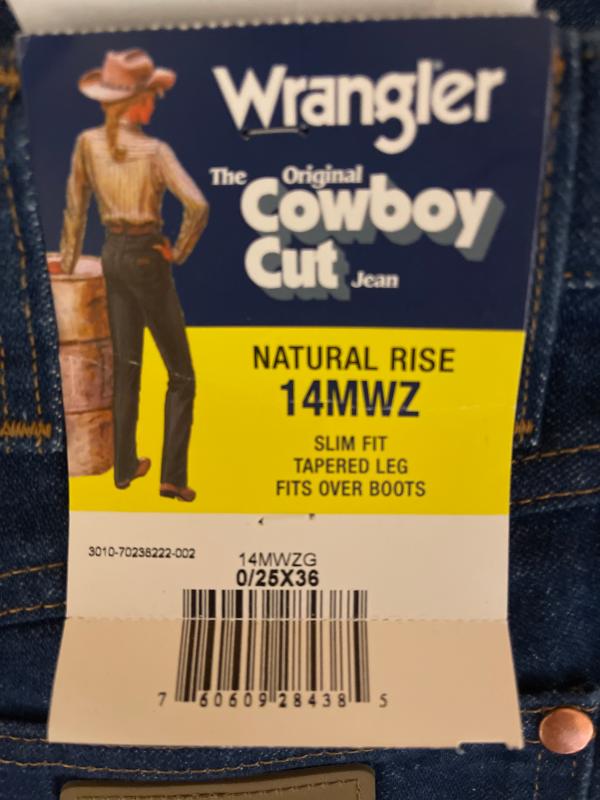 Wrangler
The Original
Cowboy
Cut Jean
NATURAL RISE
14MWZ
SLIM FIT
TAPERED LEG
FITS OVER BOOTS
3010-70238222-002
14MWZG
0/25X36
7 60609 28438 5